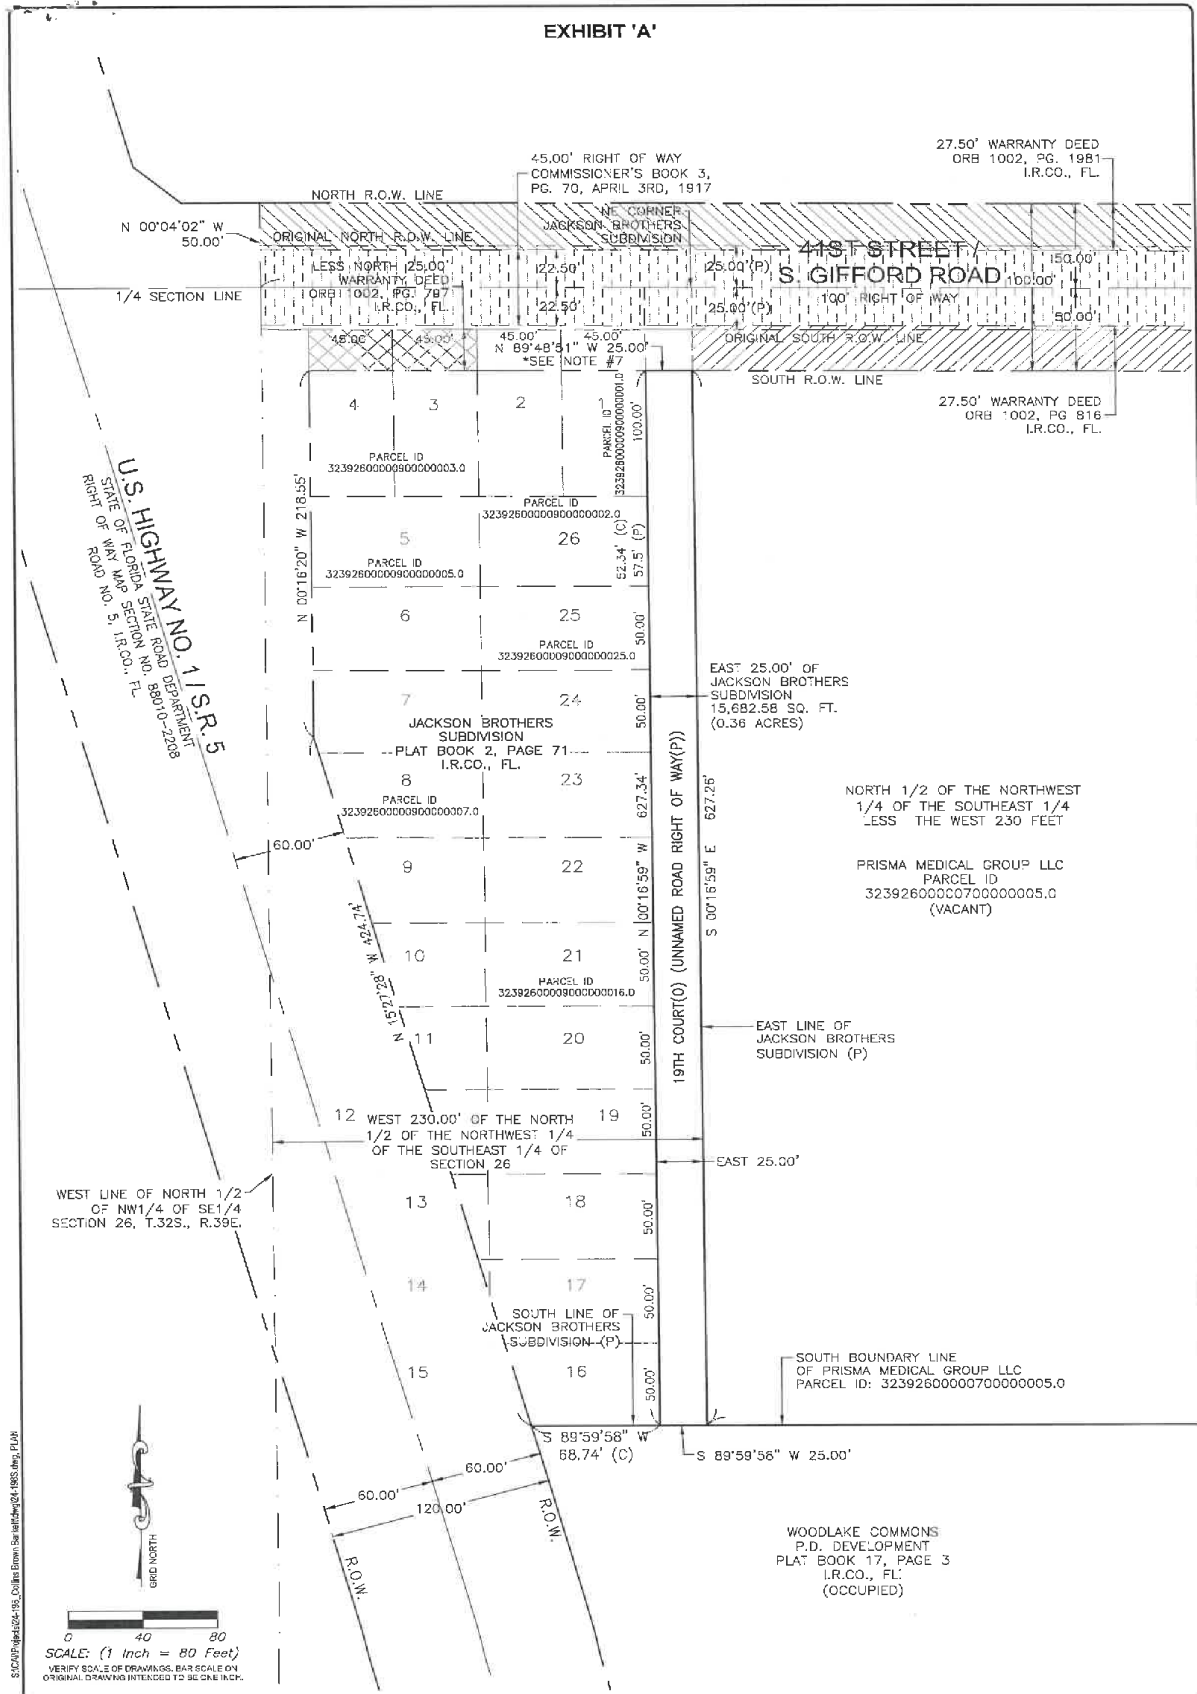 EXHIBIT 'A'
27.50' WARRANTY DEED
ORB 1002, PG. 1981
I.R.CO., FL.
45.00' RIGHT OF WAY
COMMISSIONER'S BOOK 3,
PG. 70, APRIL 3RD, 1917
NORTH R.O.W. LINE
N 00°04'02" W
50.00'
NE CORNER
JACKSON BROTHERS
SUBDIVISION
ORIGINAL NORTH R.O.W. LINE
41ST STREET /
S. GIFFORD ROAD
100' RIGHT OF WAY
LESS NORTH 25.00'
WARRANTY DEED
ORB 1002, PG. 787
I.R.CO., FL.
22.50'
22.50'
25.00'(P)
25.00'(P)
50.00'
100.00'
50.00'
1/4 SECTION LINE
45.00'
45.00'
45.00'
45.00'
ORIGINAL SOUTH R.O.W. LINE
N 89°48'51" W 25.00'
*SEE NOTE #7
SOUTH R.O.W. LINE
27.50' WARRANTY DEED
ORB 1002, PG 816
I.R.CO., FL.
4
3
2
1
PARCEL ID
32392600000900000001.0
100.00'
PARCEL ID
32392600000900000003.0
N 00°16'20" W 218.55'
PARCEL ID
32392600000900000002.0
5
26
52.34' (C)
57.5' (P)
PARCEL ID
32392600000900000005.0
U.S. HIGHWAY NO. 1 / S.R. 5
STATE OF FLORIDA STATE ROAD DEPARTMENT
RIGHT OF WAY MAP SECTION NO. 88010-2208
ROAD NO. 5, I.R.CO., FL.
6
25
50.00'
PARCEL ID
32392600009000000025.0
7
24
50.00'
EAST 25.00' OF
JACKSON BROTHERS
SUBDIVISION
15,682.58 SQ. FT.
(0.36 ACRES)
JACKSON BROTHERS
SUBDIVISION
PLAT BOOK 2, PAGE 71
I.R.CO., FL.
8
23
PARCEL ID
32392600000900000007.0
N 00°16'59" W 627.34'
19TH COURT(O) (UNNAMED ROAD RIGHT OF WAY(P))
S 00°16'59" E 627.26'
NORTH 1/2 OF THE NORTHWEST
1/4 OF THE SOUTHEAST 1/4
LESS THE WEST 230 FEET
PRISMA MEDICAL GROUP LLC
PARCEL ID
32392600000700000005.0
(VACANT)
60.00'
9
22
N 15°27'28" W 424.74'
10
21
50.00'
PARCEL ID
32392600009000000016.0
11
20
50.00'
EAST LINE OF
JACKSON BROTHERS
SUBDIVISION (P)
12
19
50.00'
WEST 230.00' OF THE NORTH
1/2 OF THE NORTHWEST 1/4
OF THE SOUTHEAST 1/4 OF
SECTION 26
EAST 25.00'
WEST LINE OF NORTH 1/2
OF NW1/4 OF SE1/4
SECTION 26, T.32S., R.39E.
13
18
50.00'
14
17
50.00'
SOUTH LINE OF
JACKSON BROTHERS
SUBDIVISION (P)
15
16
50.00'
SOUTH BOUNDARY LINE
OF PRISMA MEDICAL GROUP LLC
PARCEL ID: 32392600000700000005.0
S 89°59'58" W
68.74' (C)
S 89°59'58" W 25.00'
60.00'
60.00'
120.00'
R.O.W.
R.O.W.
WOODLAKE COMMONS
P.D. DEVELOPMENT
PLAT BOOK 17, PAGE 3
I.R.CO., FL.
(OCCUPIED)
GRID NORTH
0 40 80
SCALE: (1 Inch = 80 Feet)
VERIFY SCALE OF DRAWINGS. BAR SCALE ON
ORIGINAL DRAWING INTENDED TO BE ONE INCH.